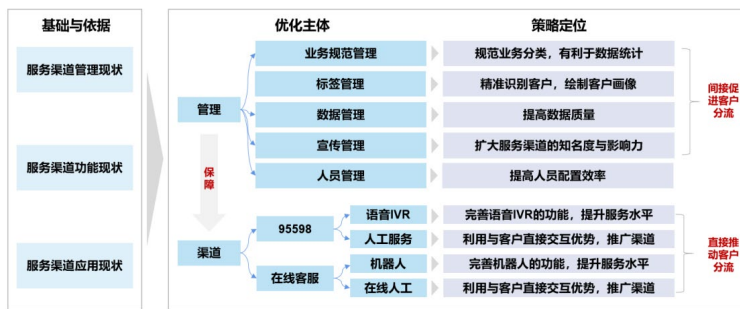 基础与依据
服务渠道管理现状
服务渠道功能现状
服务渠道应用现状
优化主体
策略定位
管理
保障
渠道
业务规范管理
规范业务分类，有利于数据统计
标签管理
精准识别客户，绘制客户画像
数据管理
提高数据质量
宣传管理
扩大服务渠道的知名度与影响力
人员管理
提高人员配置效率
间接促
进客户
分流
95598
语音IVR
完善语音IVR的功能，提升服务水平
人工服务
利用与客户直接交互优势，推广渠道
在线客服
机器人
完善机器人的功能，提升服务水平
在线人工
利用与客户直接交互优势，推广渠道
直接推
动客户
分流